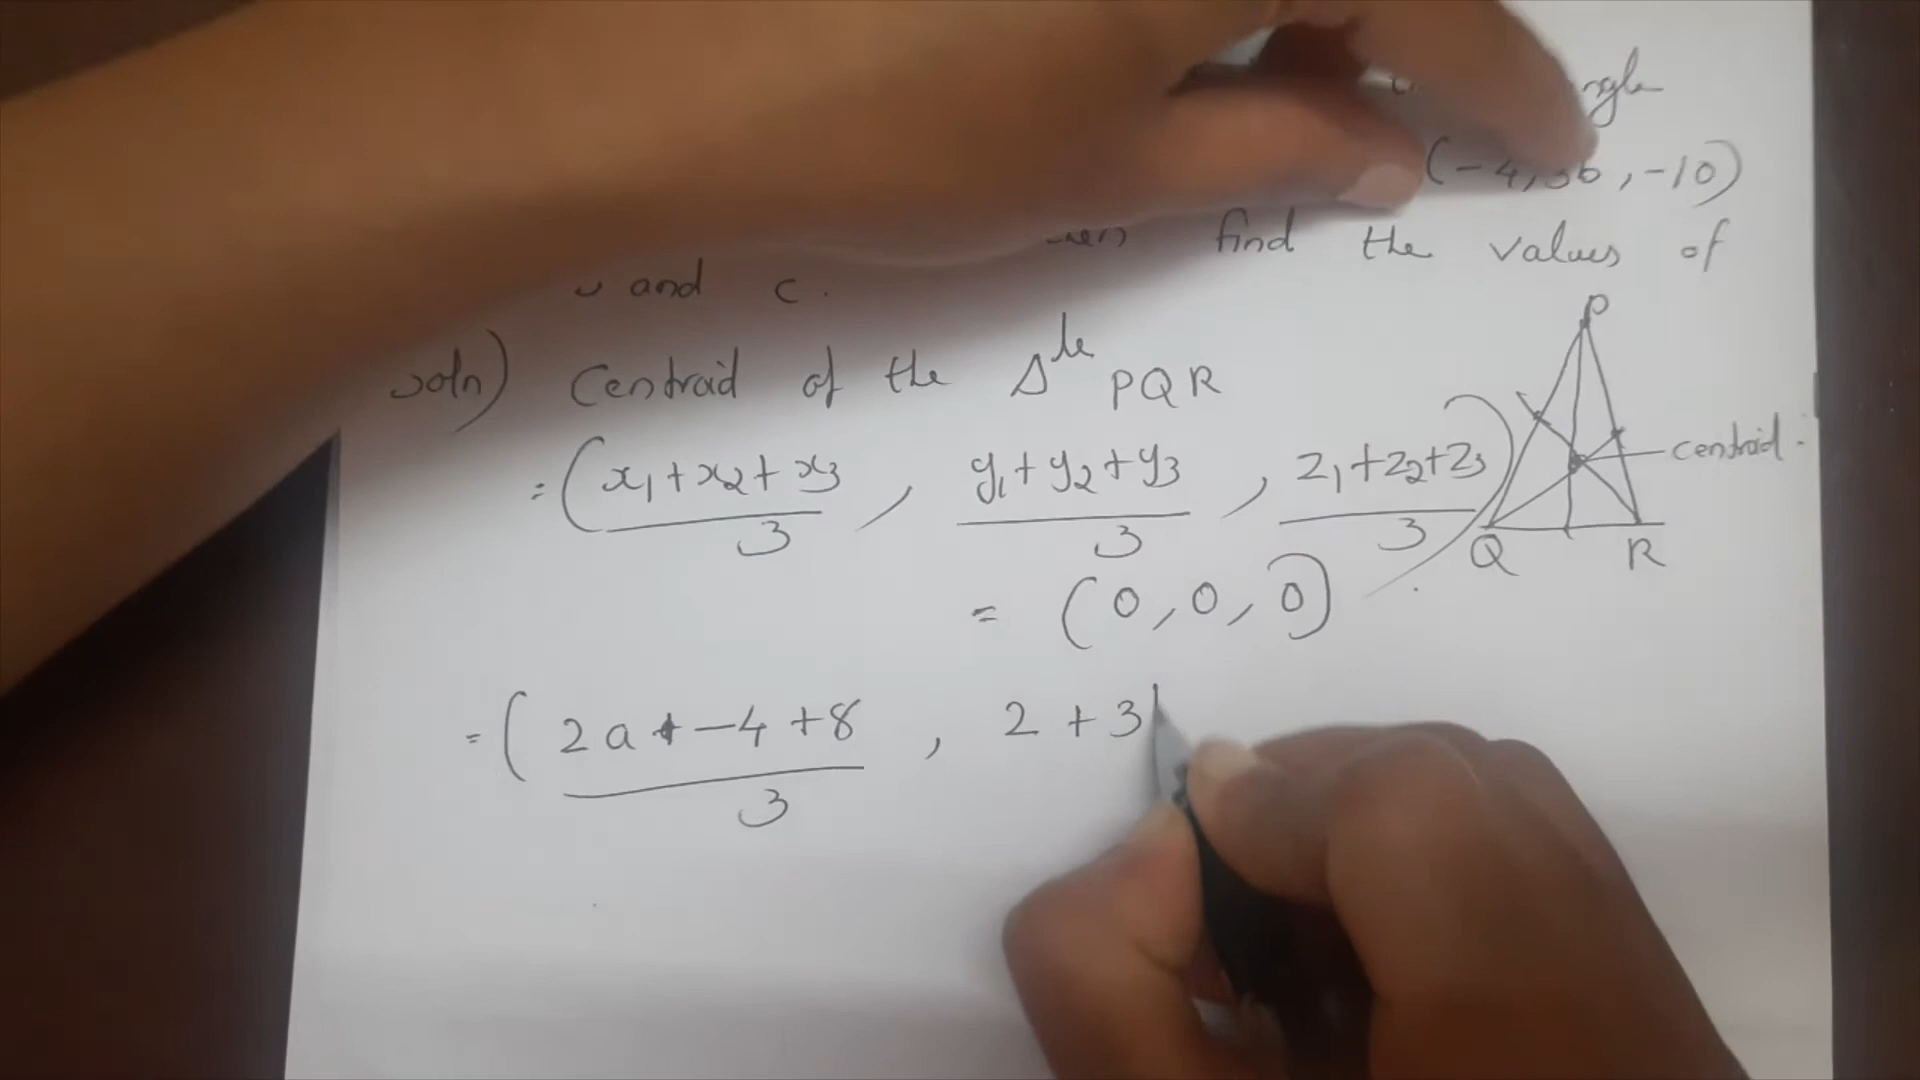 (-4, 3b, -10)
find the values of
and c.
soln) Centroid of the Δle PQR
P
= (x1+x2+x3 / 3, y1+y2+y3 / 3, z1+z2+z3 / 3)
centroid.
Q R
= (0, 0, 0)
= (2a + -4 +8 / 3, 2 + 3